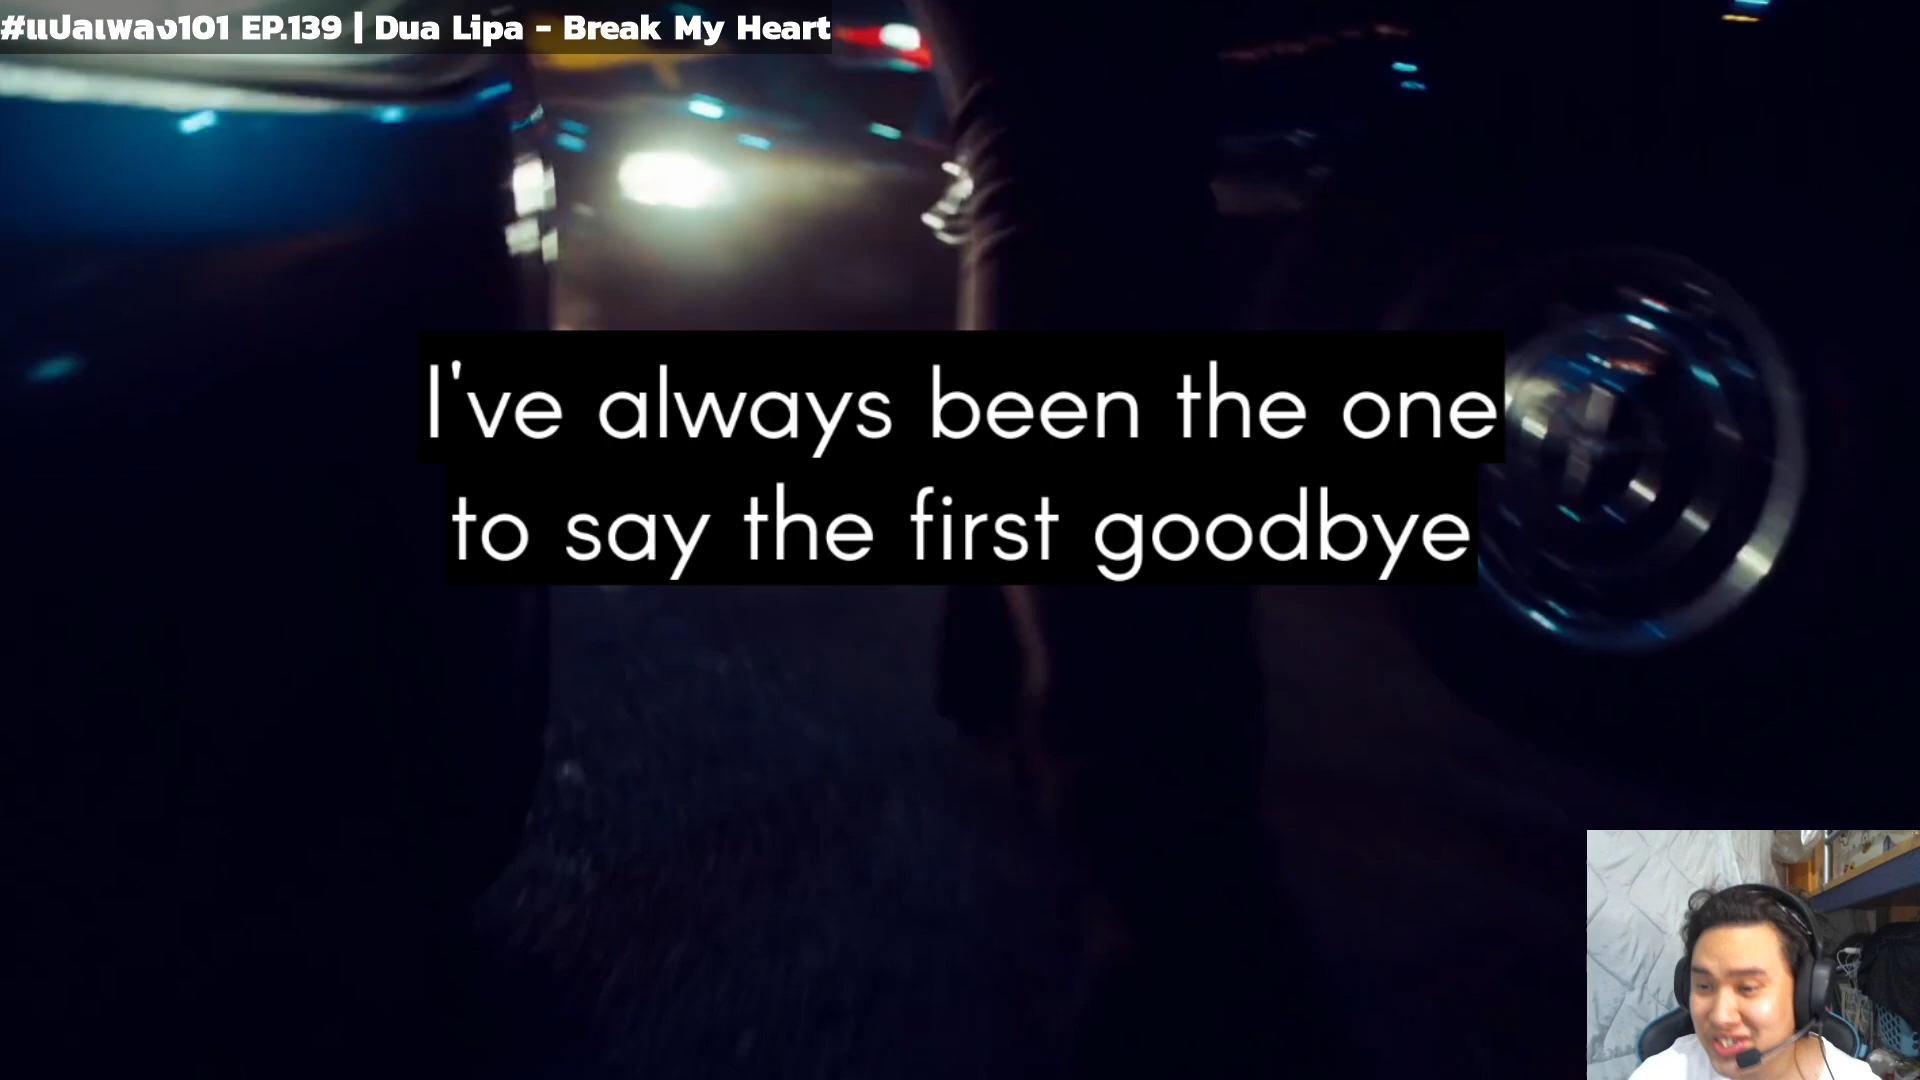 #แปลเพลง101 EP.139 | Dua Lipa - Break My Heart
I've always been the one
to say the first goodbye